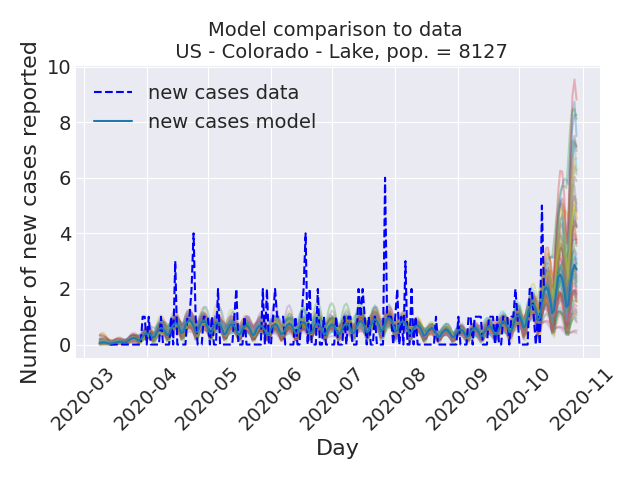 Model comparison to data
US - Colorado - Lake, pop. = 8127
Number of new cases reported
10
8
6
4
2
0
new cases data
new cases model
2020-03
2020-04
2020-05
2020-06
2020-07
2020-08
2020-09
2020-10
2020-11
Day